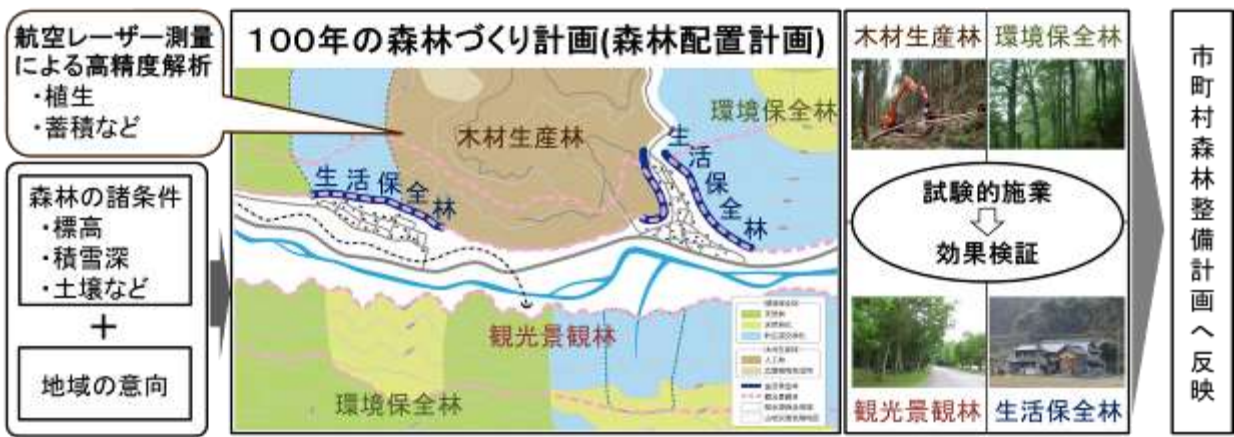 航空レーザー測量
による高精度解析
・植生
・蓄積など
森林の諸条件
・標高
・積雪深
・土壌など
+
地域の意向
100年の森林づくり計画(森林配置計画)
環境保全林
木材生産林
生活保全林
生活保全林
観光景観林
環境保全林
木材生産林
環境保全林
試験的施業
効果検証
観光景観林
生活保全林
市町村森林整備計画へ反映